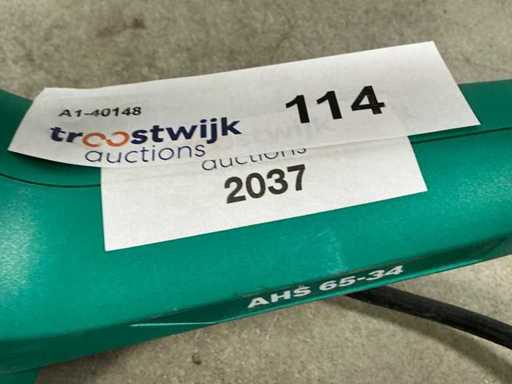 A1-40148
114
troostwijk
auctions
auctions
2037
AHS 65-34